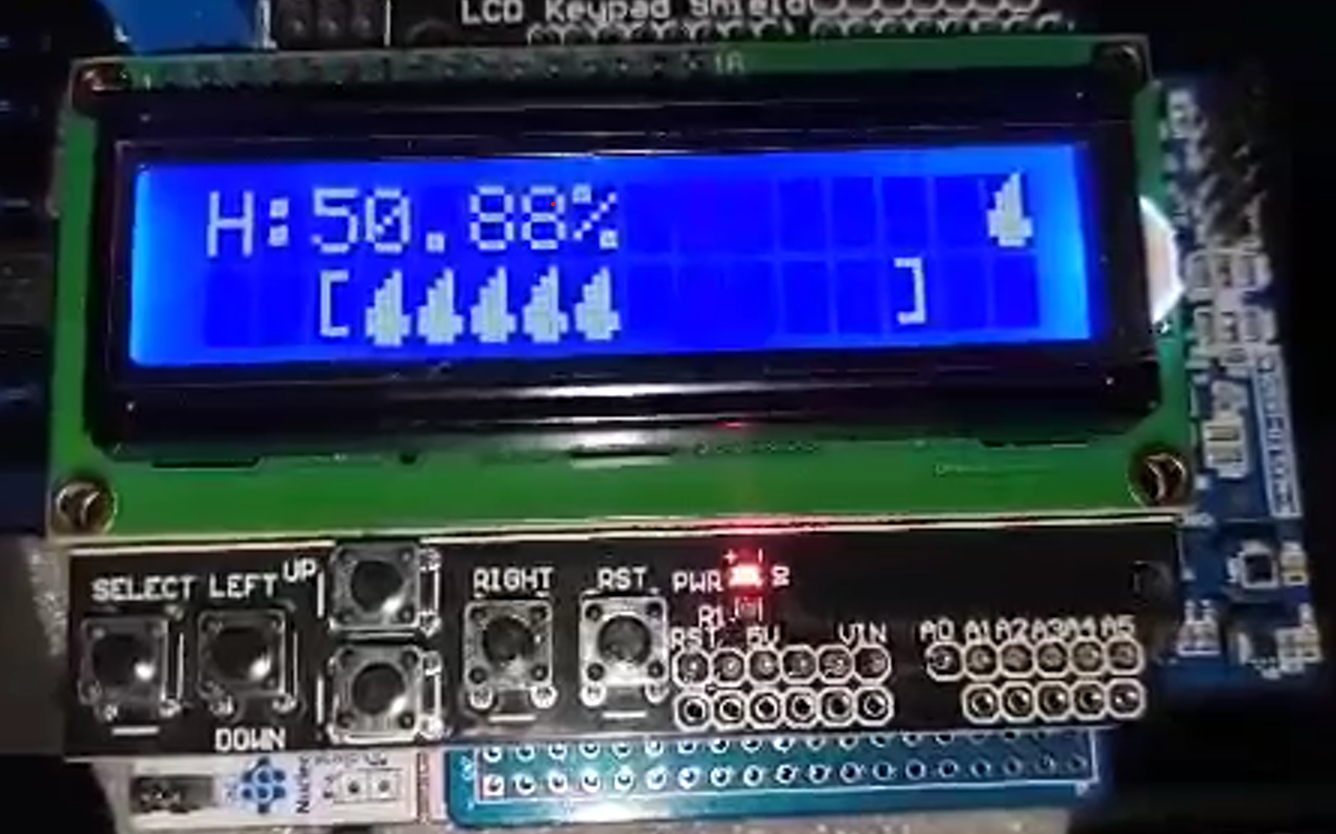 LCD Keypad Shield
16
H:50.88%
[ ]
SELECT LEFT UP RIGHT RST PWR
R1
RST 5V VIN A0 A1 A2 A3 A4 A5
DOWN